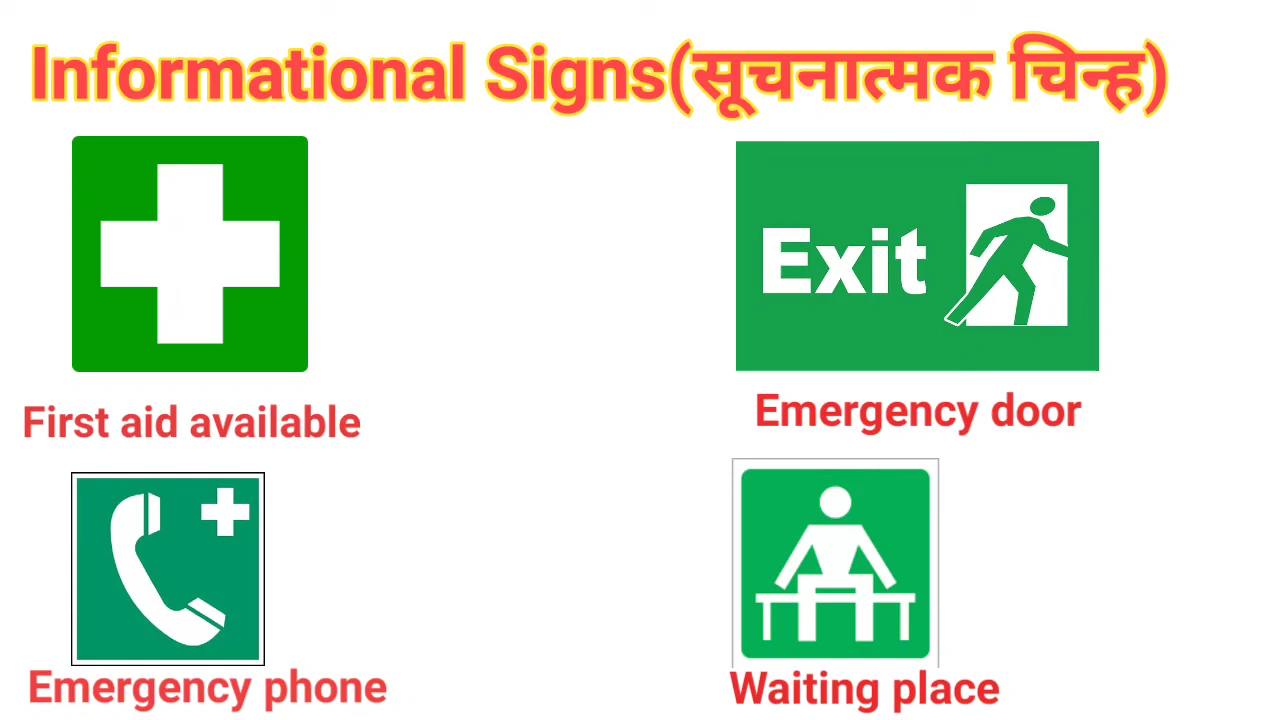 Informational Signs(सूचनात्मक चिन्ह)
Exit
First aid available
Emergency door
Emergency phone
Waiting place